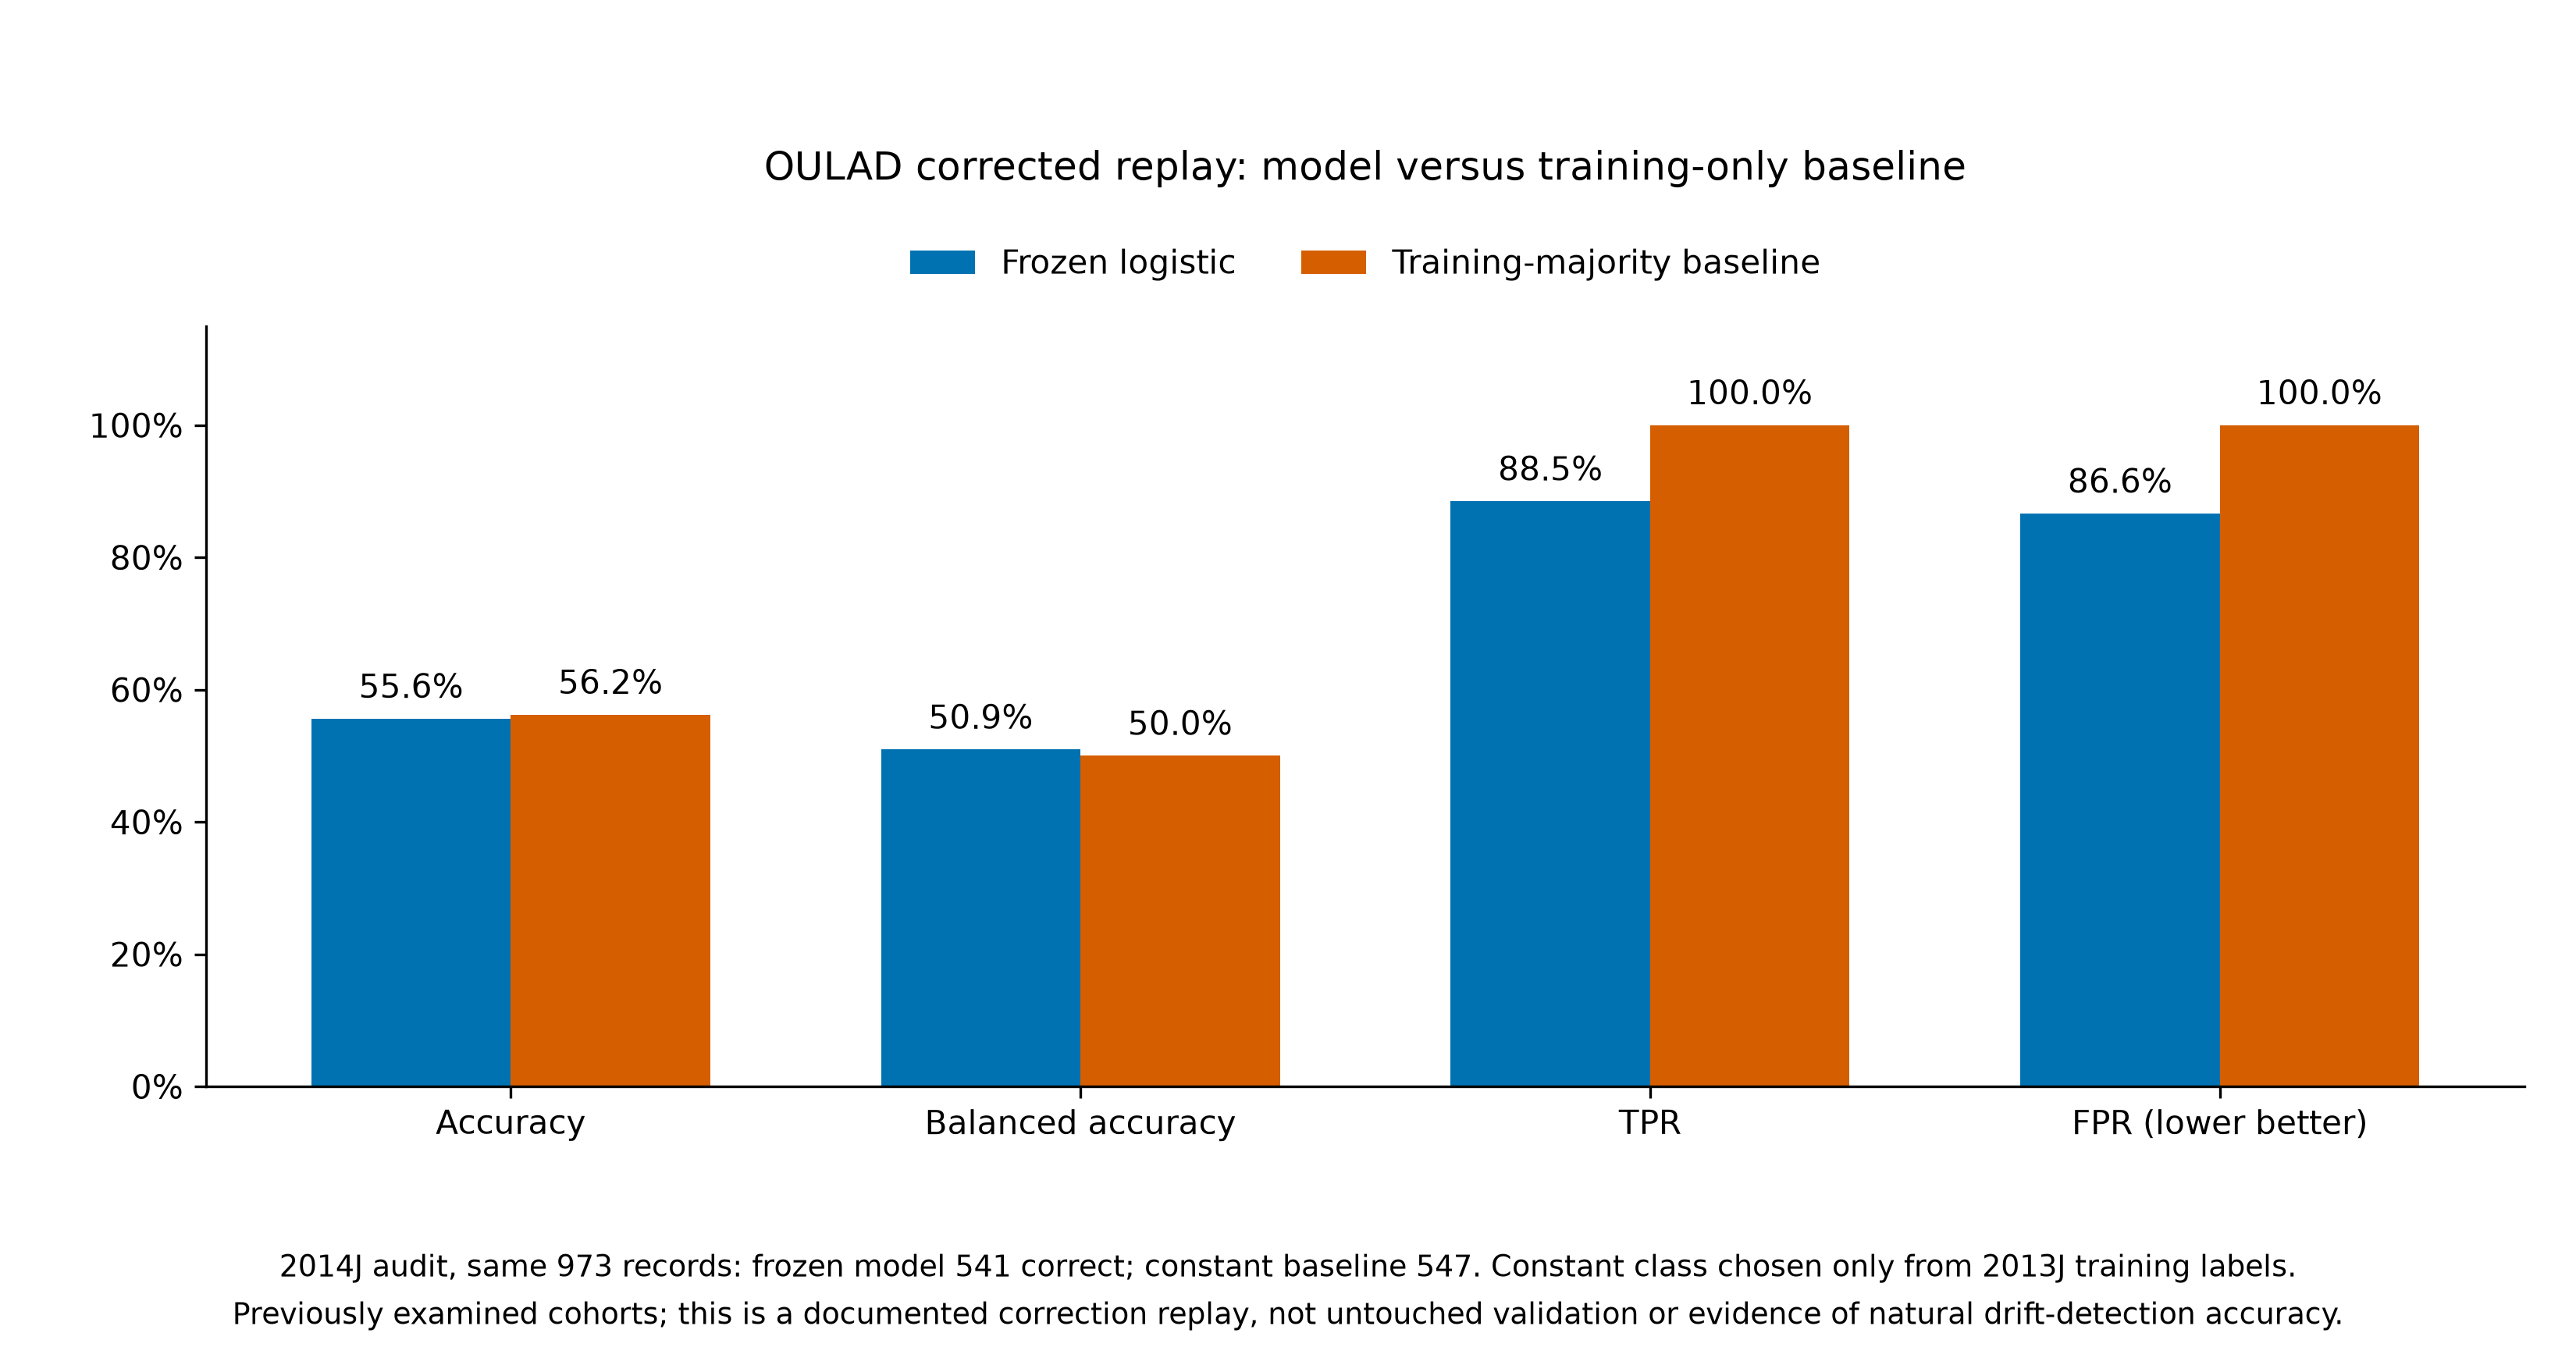 OULAD corrected replay: model versus training-only baseline
Frozen logistic
Training-majority baseline
100%
80%
60%
40%
20%
0%
55.6%
56.2%
50.9%
50.0%
88.5%
100.0%
86.6%
100.0%
Accuracy
Balanced accuracy
TPR
FPR (lower better)
2014J audit, same 973 records: frozen model 541 correct; constant baseline 547. Constant class chosen only from 2013J training labels.
Previously examined cohorts; this is a documented correction replay, not untouched validation or evidence of natural drift-detection accuracy.